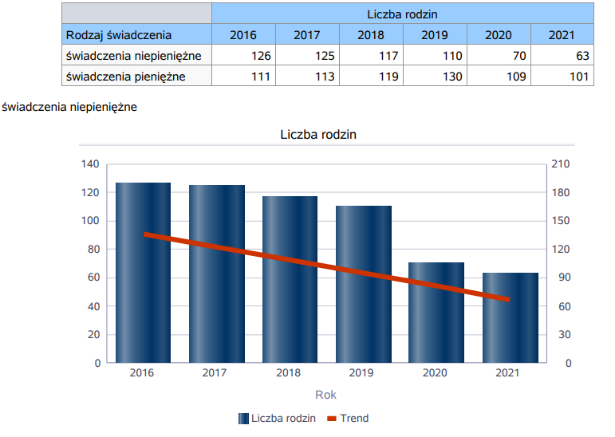 Liczba rodzin
Rodzaj świadczenia 2016 2017 2018 2019 2020 2021
świadczenia niepieniężne 126 125 117 110 70 63
świadczenia pieniężne 111 113 119 130 109 101
świadczenia niepieniężne
Liczba rodzin
140 210
120 180
100 150
80 120
60 90
40 60
20 30
0 0
2016 2017 2018 2019 2020 2021
Rok
Liczba rodzin Trend